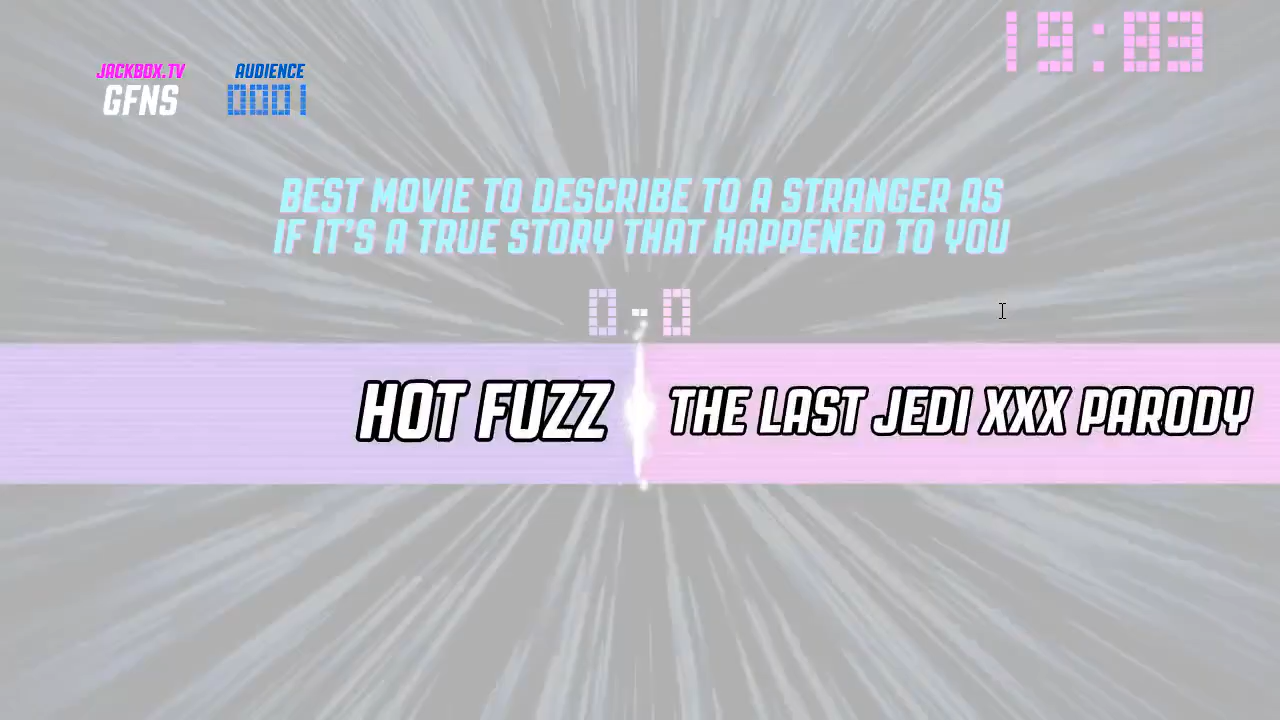 19:83
JACKBOX.TV AUDIENCE
GFNS 0001
BEST MOVIE TO DESCRIBE TO A STRANGER AS
IF IT'S A TRUE STORY THAT HAPPENED TO YOU
0-0
HOT FUZZ THE LAST JEDI XXX PARODY